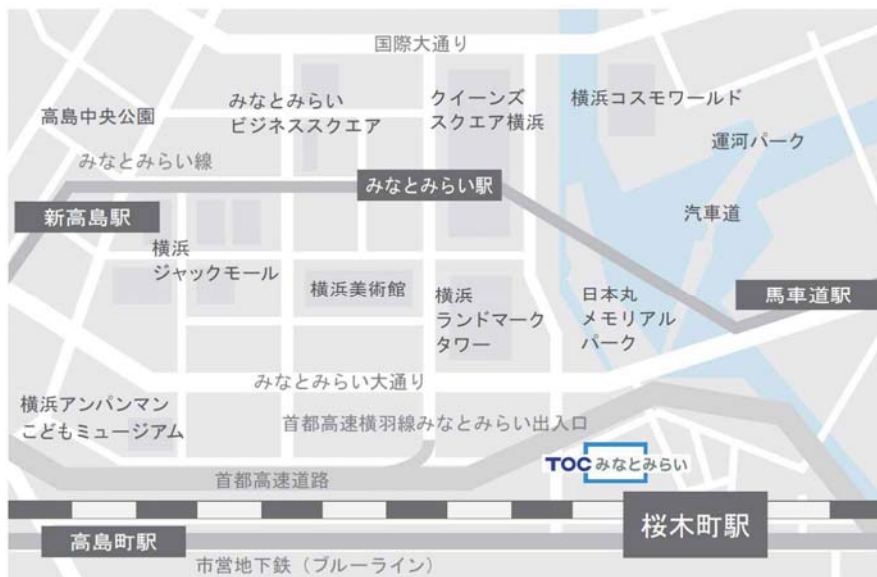 国際大通り
高島中央公園
みなとみらい
ビジネススクエア
クイーンズ
スクエア横浜
横浜コスモワールド
運河パーク
みなとみらい線
みなとみらい駅
新高島駅
汽車道
横浜
ジャックモール
横浜美術館
横浜
ランドマーク
タワー
日本丸
メモリアル
パーク
馬車道駅
みなとみらい大通り
横浜アンパンマン
こどもミュージアム
首都高速横羽線みなとみらい出入口
TOCみなとみらい
首都高速道路
桜木町駅
高島町駅
市営地下鉄（ブルーライン）